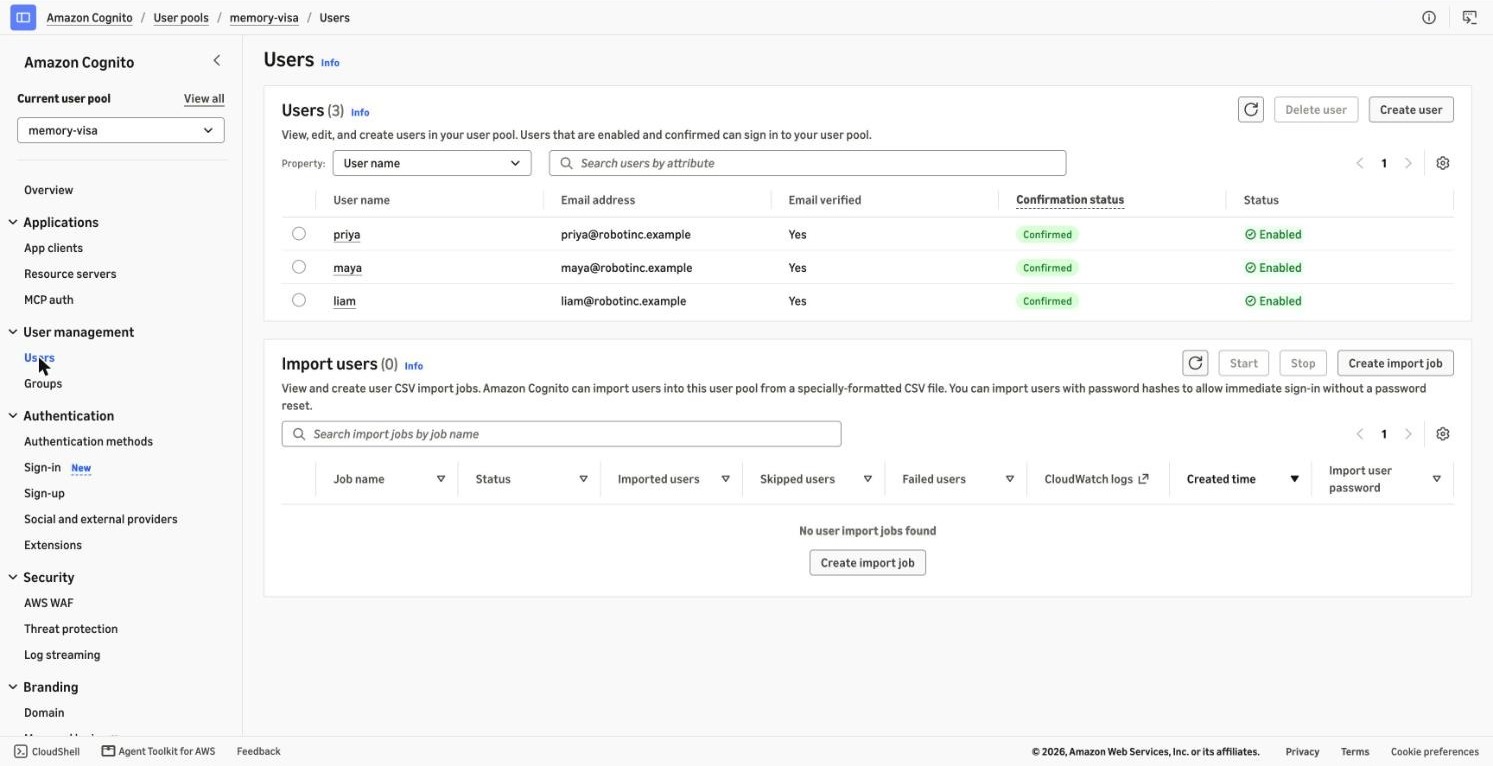 Amazon Cognito / User pools / memory-visa / Users
Amazon Cognito
Current user pool View all
memory-visa
Overview
Applications
App clients
Resource servers
MCP auth
User management
Users
Groups
Authentication
Authentication methods
Sign-in New
Sign-up
Social and external providers
Extensions
Security
AWS WAF
Threat protection
Log streaming
Branding
Domain
Users Info
Users (3) Info
Delete user Create user
View, edit, and create users in your user pool. Users that are enabled and confirmed can sign in to your user pool.
Property: User name Search users by attribute 1
User name Email address Email verified Confirmation status Status
priya priya@robotinc.example Yes Confirmed Enabled
maya maya@robotinc.example Yes Confirmed Enabled
liam liam@robotinc.example Yes Confirmed Enabled
Import users (0) Info
Start Stop Create import job
View and create user CSV import jobs. Amazon Cognito can import users into this user pool from a specially-formatted CSV file. You can import users with password hashes to allow immediate sign-in without a password
reset.
Search import jobs by job name 1
Job name Status Imported users Skipped users Failed users CloudWatch logs Created time Import user
password
No user import jobs found
Create import job
CloudShell Agent Toolkit for AWS Feedback © 2026, Amazon Web Services, Inc. or its affiliates. Privacy Terms Cookie preferences